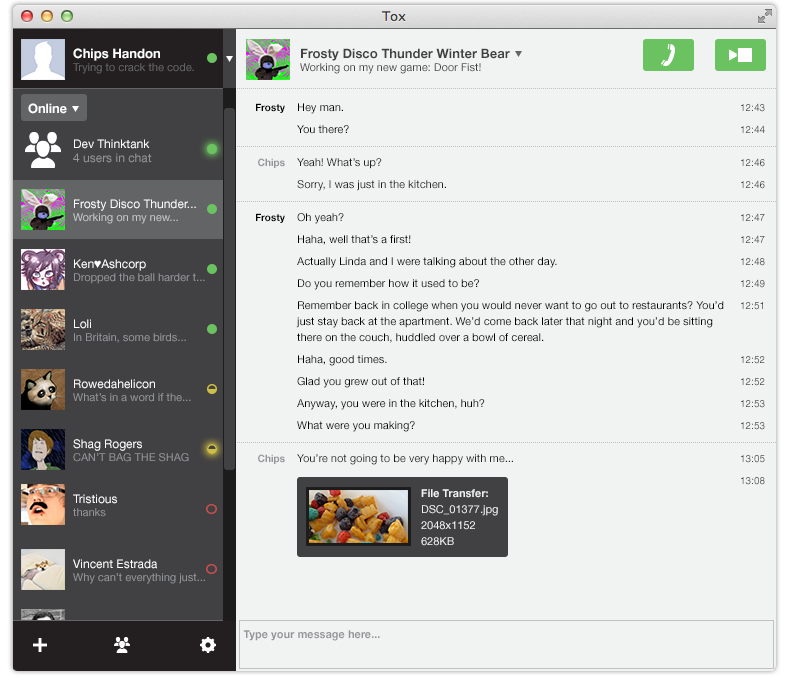 Tox
Chips Handon
Trying to crack the code.
Online
Dev Thinktank
4 users in chat
Frosty Disco Thunder...
Working on my new...
Ken♥Ashcorp
Dropped the ball harder t...
Loli
In Britain, some birds...
Rowedahelicon
What's in a word if the...
Shag Rogers
CAN'T BAG THE SHAG
Tristious
thanks
Vincent Estrada
Why can't everything just...
Frosty Disco Thunder Winter Bear
Working on my new game: Door Fist!
Frosty Hey man. 12:43
You there? 12:44
Chips Yeah! What's up? 12:46
Sorry, I was just in the kitchen. 12:46
Frosty Oh yeah? 12:47
Haha, well that's a first! 12:47
Actually Linda and I were talking about the other day. 12:48
Do you remember how it used to be? 12:49
Remember back in college when you would never want to go out to restaurants? You'd 12:51
just stay back at the apartment. We'd come back later that night and you'd be sitting
there on the couch, huddled over a bowl of cereal.
Haha, good times. 12:52
Glad you grew out of that! 12:52
Anyway, you were in the kitchen, huh? 12:53
What were you making? 12:53
Chips You're not going to be very happy with me... 13:05
13:08
File Transfer:
DSC_01377.jpg
2048x1152
628KB
Type your message here...